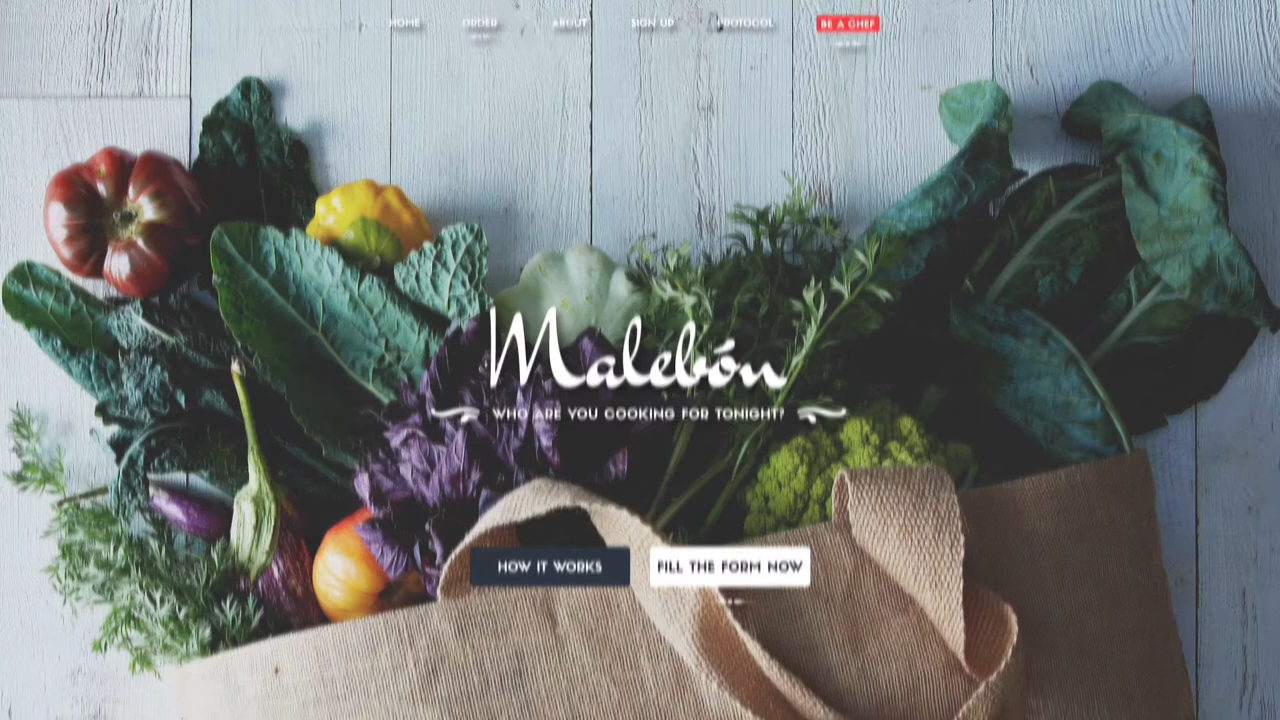 HOME ORDER ABOUT SIGN UP PROTOCOL BE A CHEF
Malebón
WHO ARE YOU COOKING FOR TONIGHT?
HOW IT WORKS FILL THE FORM NOW